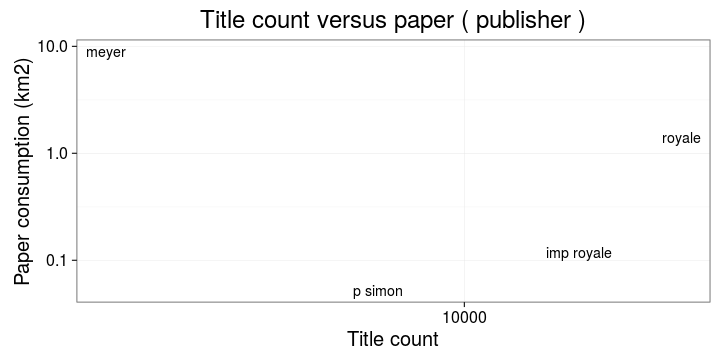 Title count versus paper ( publisher )
Paper consumption (km2)
10.0
1.0
0.1
meyer
royale
imp royale
p simon
10000
Title count